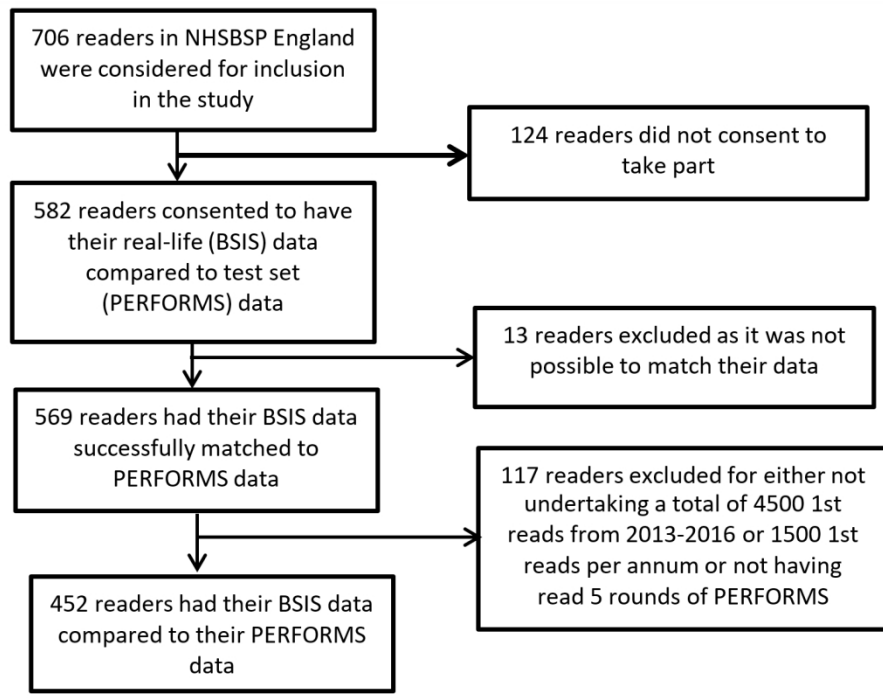 706 readers in NHSBSP England
were considered for inclusion
in the study
124 readers did not consent to
take part
582 readers consented to have
their real-life (BSIS) data
compared to test set
(PERFORMS) data
13 readers excluded as it was not
possible to match their data
569 readers had their BSIS data
successfully matched to
PERFORMS data
117 readers excluded for either not
undertaking a total of 4500 1st
reads from 2013-2016 or 1500 1st
reads per annum or not having
read 5 rounds of PERFORMS
452 readers had their BSIS data
compared to their PERFORMS
data